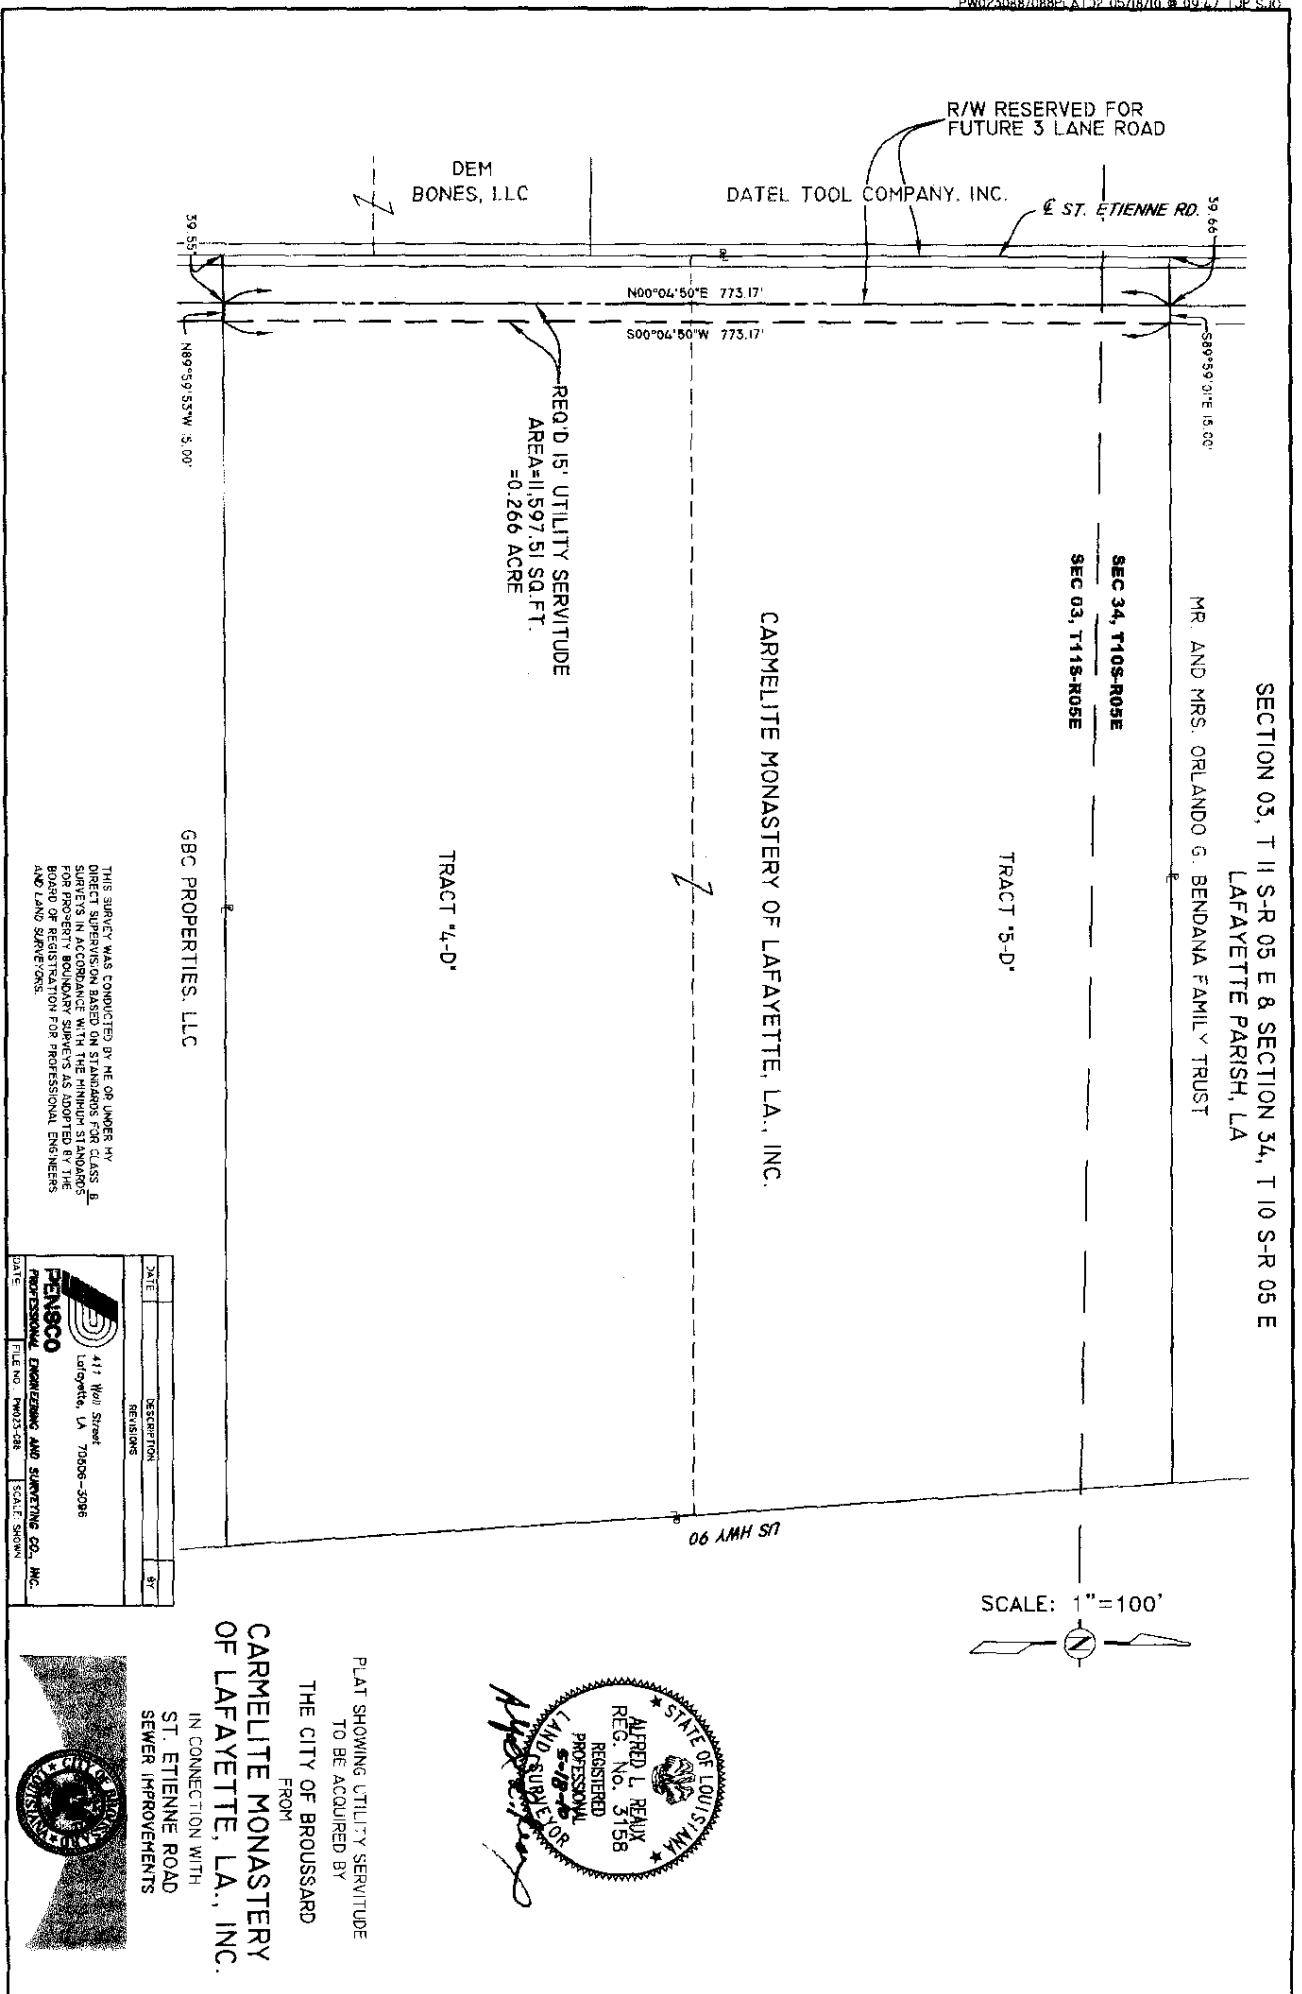 PW023088/088PLAT02 05/18/10 @ 09:47 (JP SJC)
R/W RESERVED FOR
FUTURE 3 LANE ROAD
DEM
BONES, LLC
DATEL TOOL COMPANY, INC.
℄ ST. ETIENNE RD.
39.66'
39.55'
N00°04'50"E 773.17'
S00°04'50"W 773.17'
S89°59'01"E 15.00'
N89°59'53"W 15.00'
REQ'D 15' UTILITY SERVITUDE
AREA=11,597.51 SQ.FT.
=0.266 ACRE
SECTION 03, T 11 S-R 05 E & SECTION 34, T 10 S-R 05 E
LAFAYETTE PARISH, LA
MR. AND MRS. ORLANDO G. BENDANA FAMILY TRUST
SEC 34, T10S-R05E
SEC 03, T11S-R05E
TRACT "5-D"
CARMELITE MONASTERY OF LAFAYETTE, LA., INC.
TRACT "4-D"
GBC PROPERTIES, LLC
US HWY 90
SCALE: 1"=100'
N
THIS SURVEY WAS CONDUCTED BY ME OR UNDER MY
DIRECT SUPERVISION BASED ON STANDARDS FOR CLASS B
SURVEYS IN ACCORDANCE WITH THE MINIMUM STANDARDS
FOR PROPERTY BOUNDARY SURVEYS AS ADOPTED BY THE
BOARD OF REGISTRATION FOR PROFESSIONAL ENGINEERS
AND LAND SURVEYORS.
DATE DESCRIPTION BY
REVISIONS
411 Wall Street
Lafayette, LA 70506-3096
PENSCO
PROFESSIONAL ENGINEERING AND SURVEYING CO., INC.
DATE: FILE NO. PW023-088 SCALE: SHOWN
STATE OF LOUISIANA
ALFRED L. REAUX
REG. No. 3158
REGISTERED
PROFESSIONAL
5-18-10
LAND SURVEYOR
PLAT SHOWING UTILITY SERVITUDE
TO BE ACQUIRED BY
THE CITY OF BROUSSARD
FROM
CARMELITE MONASTERY
OF LAFAYETTE, LA., INC.
IN CONNECTION WITH
ST. ETIENNE ROAD
SEWER IMPROVEMENTS
CITY OF BROUSSARD
LOUISIANA